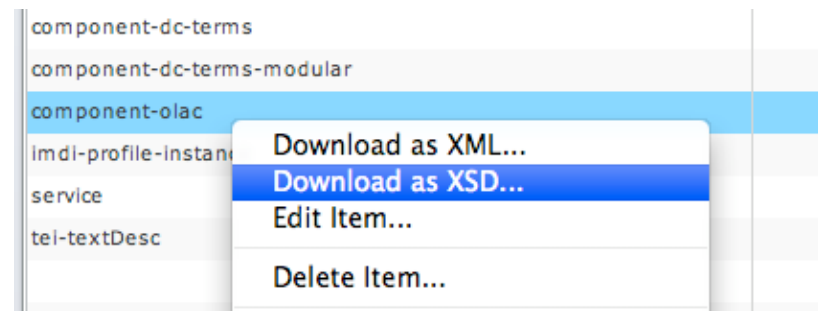 component-dc-terms
component-dc-terms-modular
component-olac
imdi-profile-instan
service
tei-textDesc
Download as XML...
Download as XSD...
Edit Item...
Delete Item...